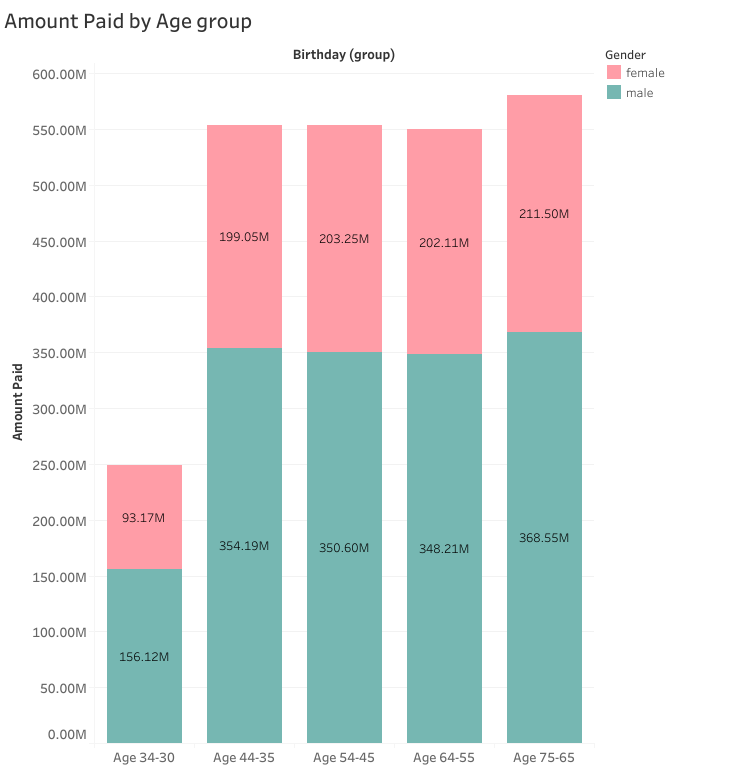 Amount Paid by Age group
Birthday (group)
Gender
female
male
600.00M
550.00M
500.00M
450.00M
400.00M
350.00M
300.00M
250.00M
200.00M
150.00M
100.00M
50.00M
0.00M
Amount Paid
93.17M
156.12M
199.05M
354.19M
203.25M
350.60M
202.11M
348.21M
211.50M
368.55M
Age 34-30
Age 44-35
Age 54-45
Age 64-55
Age 75-65